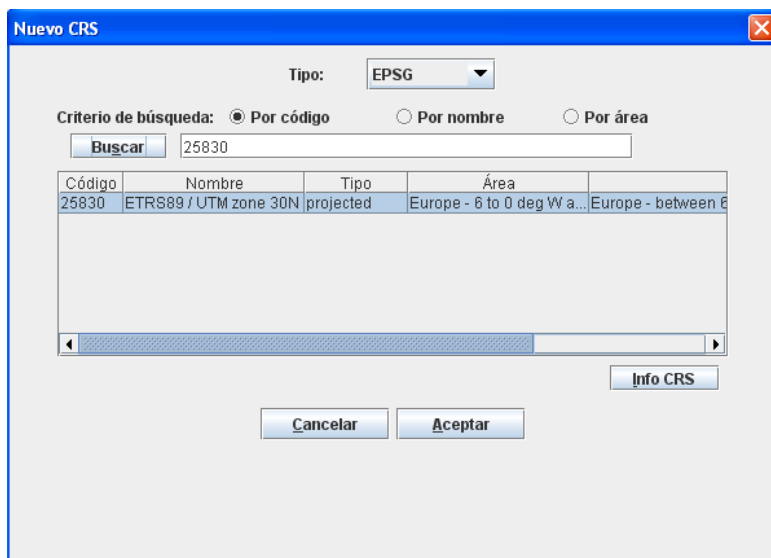 Nuevo CRS
Tipo: EPSG
Criterio de búsqueda: Por código Por nombre Por área
Buscar 25830
Código Nombre Tipo Área
25830 ETRS89 / UTM zone 30N projected Europe - 6 to 0 deg W a... Europe - between 6
Info CRS
Cancelar Aceptar